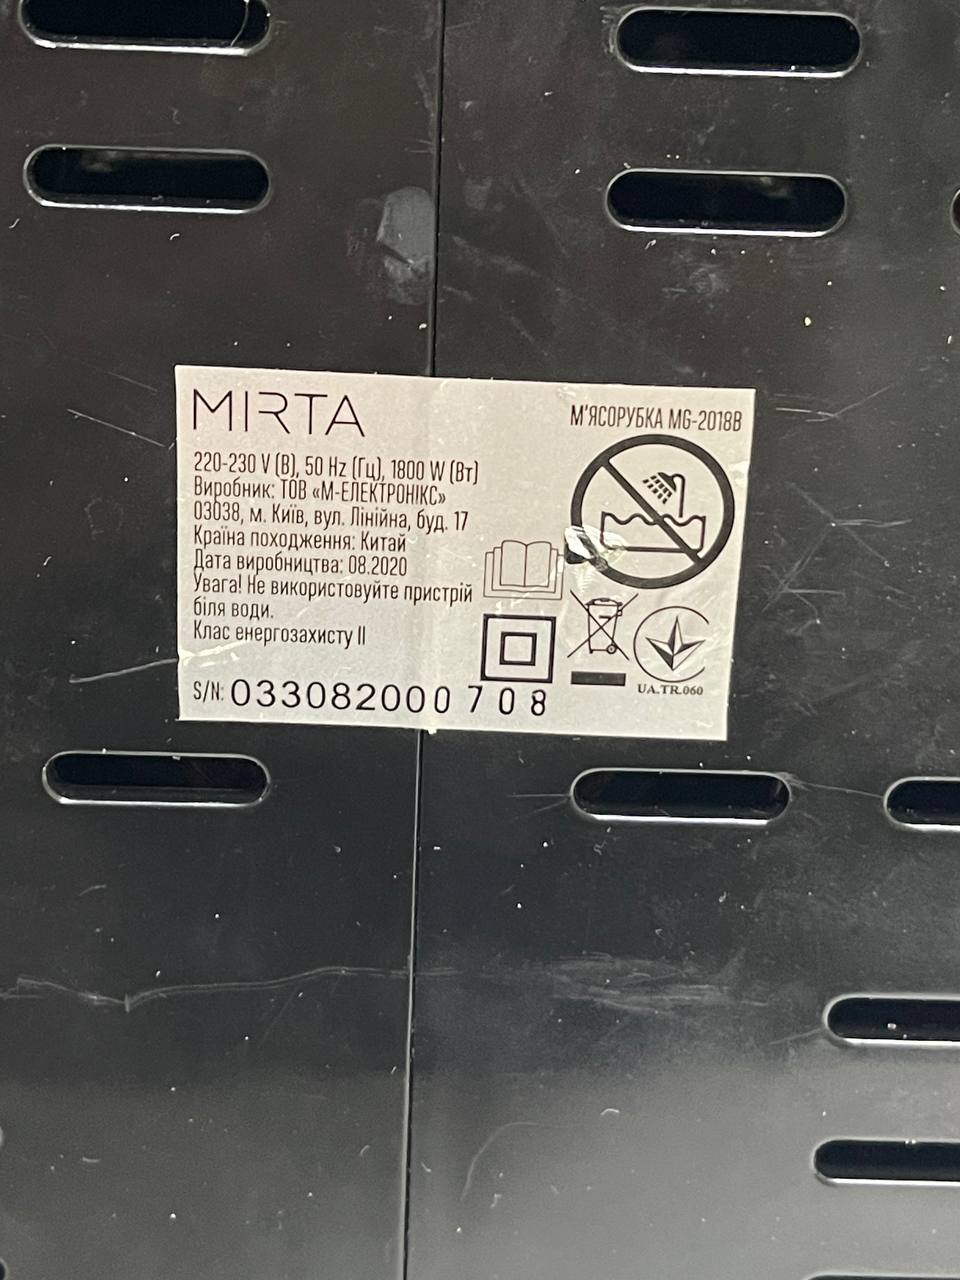 MIRTA
М'ЯСОРУБКА MG-2018B
220-230 V (В), 50 Hz (Гц), 1800 W (Вт)
Виробник: ТОВ «М-ЕЛЕКТРОНІКС»
03038, м. Київ, вул. Лінійна, буд. 17
Країна походження: Китай
Дата виробництва: 08.2020
Увага! Не використовуйте пристрій
біля води.
Клас енергозахисту II
UA.TR.060
S/N: 033082000708